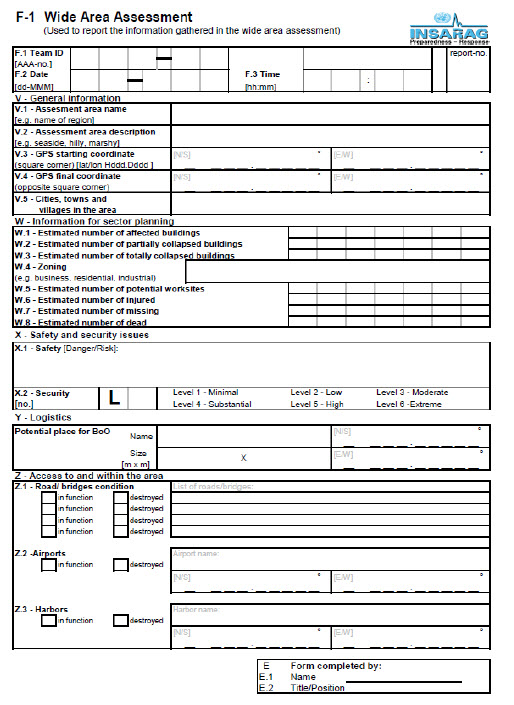 F-1 Wide Area Assessment
(Used to report the information gathered in the wide area assessment)
INSARAG
Preparedness - Response
F.1 Team ID
[AAA-no.]
report-no.
F.2 Date
[dd-MMM]
F.3 Time
[hh:mm]
:
V - General information
V.1 - Assesment area name
[e.g. name of region]
V.2 - Assessment area description
(e.g. seaside, hilly, marshy)
V.3 - GPS starting coordinate
(square corner) [lat/lon Hddd.Dddd ]
[N/S] . °
[E/W] . °
V.4 - GPS final coordinate
(opposite square corner)
[N/S] . °
[E/W] . °
V.5 - Cities, towns and
villages in the area
W - Information for sector planning
W.1 - Estimated number of affected buildings
W.2 - Estimated number of partially collapsed buildings
W.3 - Estimated number of totally collapsed buildings
W.4 - Zoning
(e.g. business, residential, industrial)
W.5 - Estimated number of potential worksites
W.6 - Estimated number of injured
W.7 - Estimated number of missing
W.8 - Estimated number of dead
X - Safety and security issues
X.1 - Safety [Danger/Risk]:
X.2 - Security
[no.]
L
Level 1 - Minimal Level 2 - Low Level 3 - Moderate
Level 4 - Substantial Level 5 - High Level 6 -Extreme
Y - Logistics
Potential place for BoO
Name
[N/S] . °
Size
[m x m]
X
[E/W] . °
Z - Access to and within the area
Z.1 - Road/ bridges condition
List of roads/bridges:
in function destroyed
in function destroyed
in function destroyed
in function destroyed
Z.2 -Airports
Airport name:
in function destroyed
[N/S] . °
[E/W] . °
Z.3 - Harbors
Harbor name:
in function destroyed
[N/S] . °
[E/W] . °
E Form completed by:
E.1 Name
E.2 Title/Position